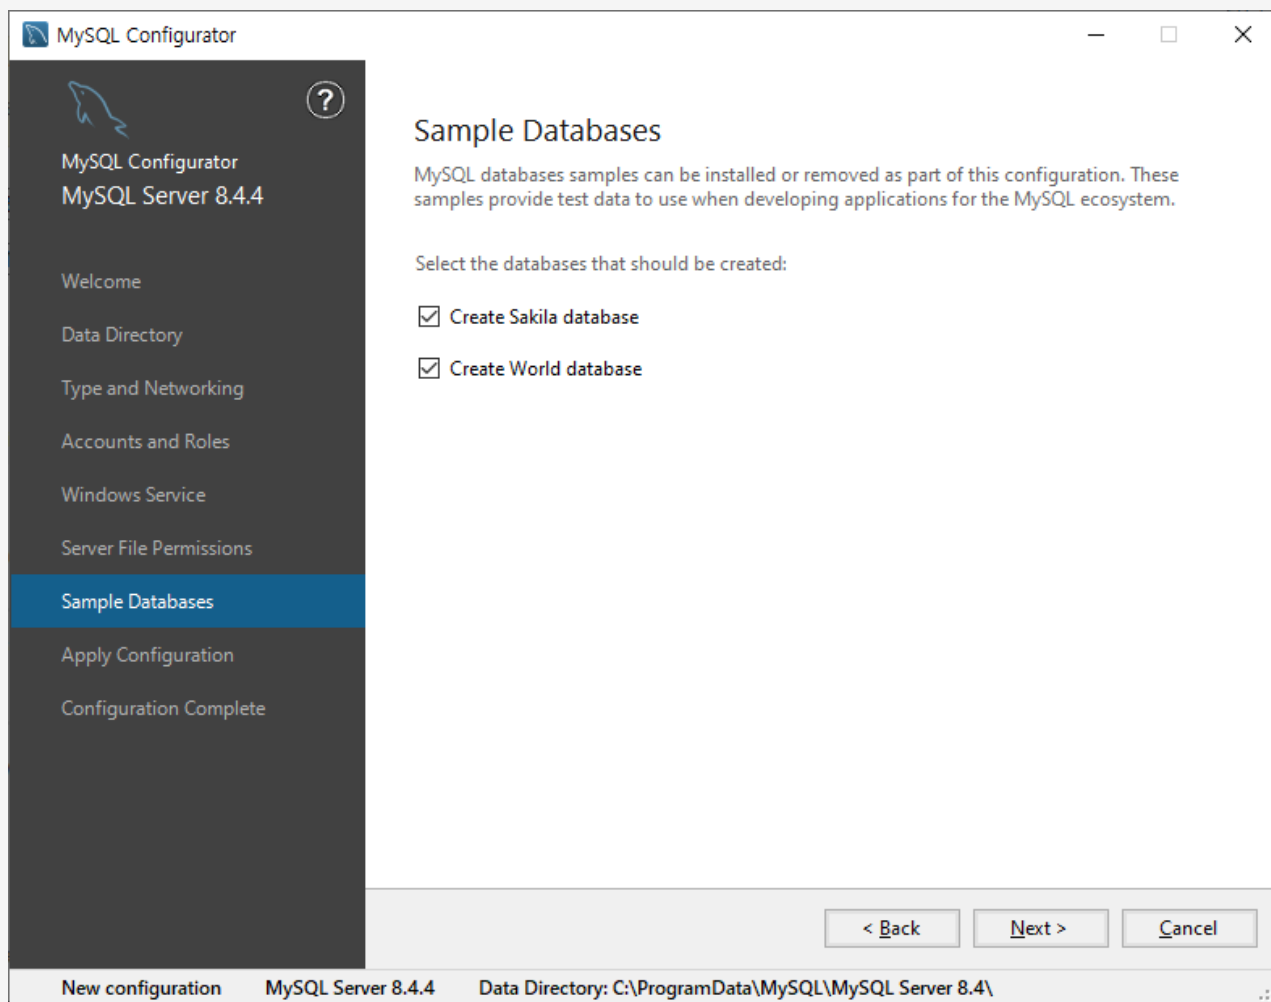 MySQL Configurator
MySQL Configurator
MySQL Server 8.4.4
Welcome
Data Directory
Type and Networking
Accounts and Roles
Windows Service
Server File Permissions
Sample Databases
Apply Configuration
Configuration Complete
Sample Databases
MySQL databases samples can be installed or removed as part of this configuration. These
samples provide test data to use when developing applications for the MySQL ecosystem.
Select the databases that should be created:
Create Sakila database
Create World database
< Back
Next >
Cancel
New configuration MySQL Server 8.4.4 Data Directory: C:\ProgramData\MySQL\MySQL Server 8.4\